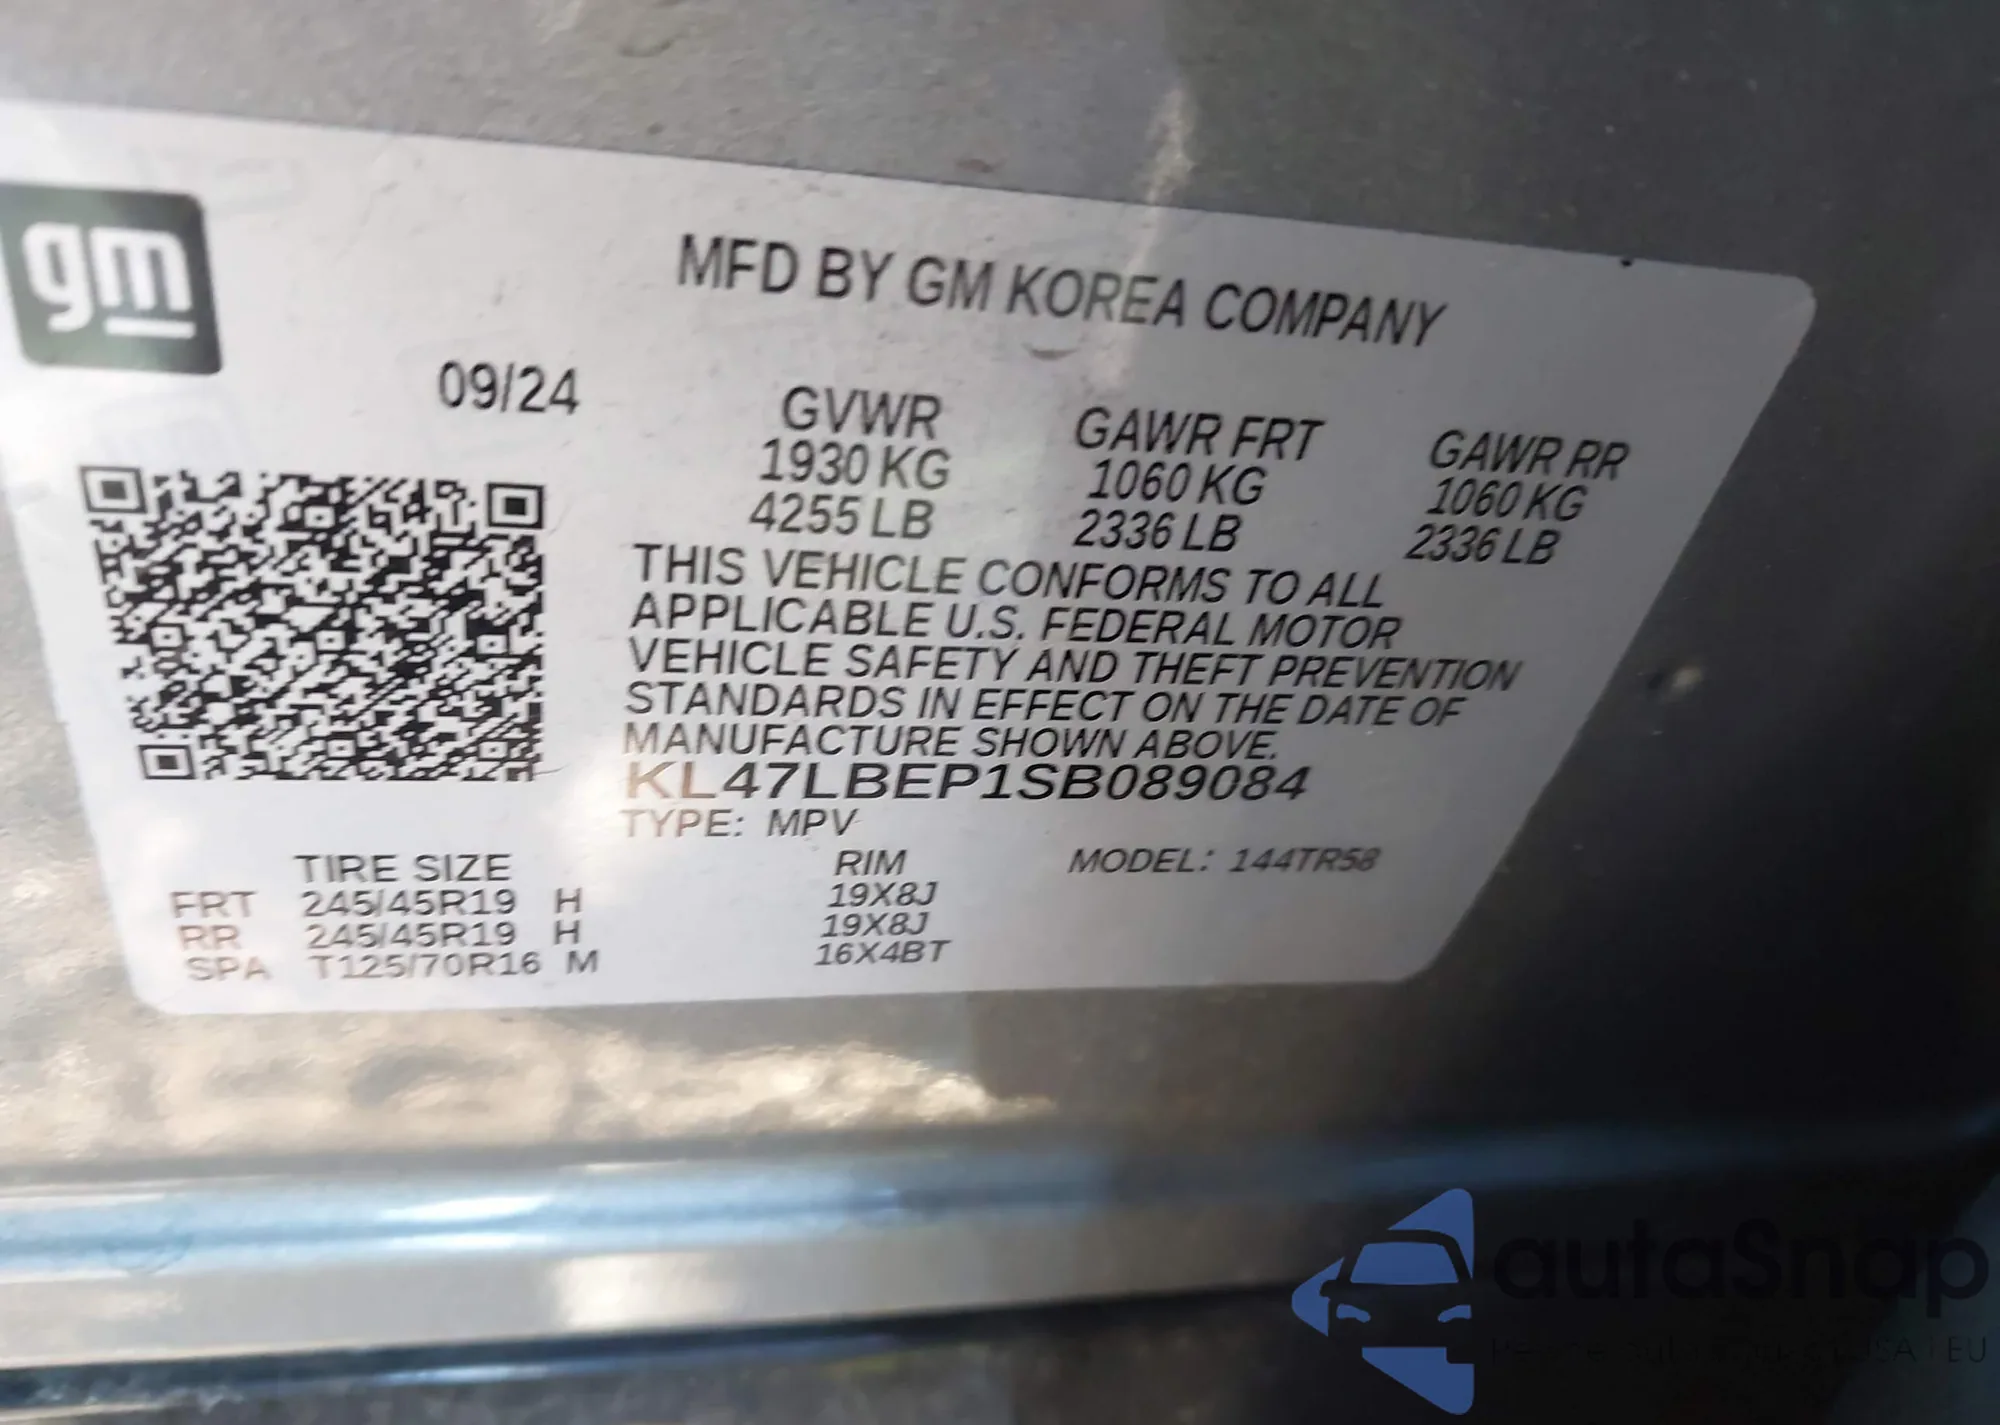 gm
MFD BY GM KOREA COMPANY
09/24
GVWR GAWR FRT GAWR RR
1930 KG 1060 KG 1060 KG
4255 LB 2336 LB 2336 LB
THIS VEHICLE CONFORMS TO ALL
APPLICABLE U.S. FEDERAL MOTOR
VEHICLE SAFETY AND THEFT PREVENTION
STANDARDS IN EFFECT ON THE DATE OF
MANUFACTURE SHOWN ABOVE.
KL47LBEP1SB089084
TYPE: MPV
TIRE SIZE RIM MODEL: 144TR58
FRT 245/45R19 H 19X8J
RR 245/45R19 H 19X8J
SPA T125/70R16 M 16X4BT
autaSnap
USA | EU